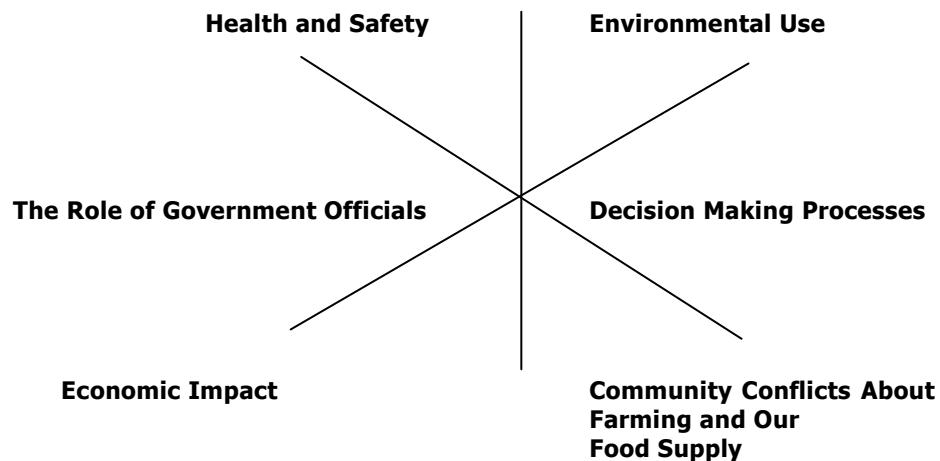 Health and Safety
Environmental Use
The Role of Government Officials
Decision Making Processes
Economic Impact
Community Conflicts About
Farming and Our
Food Supply